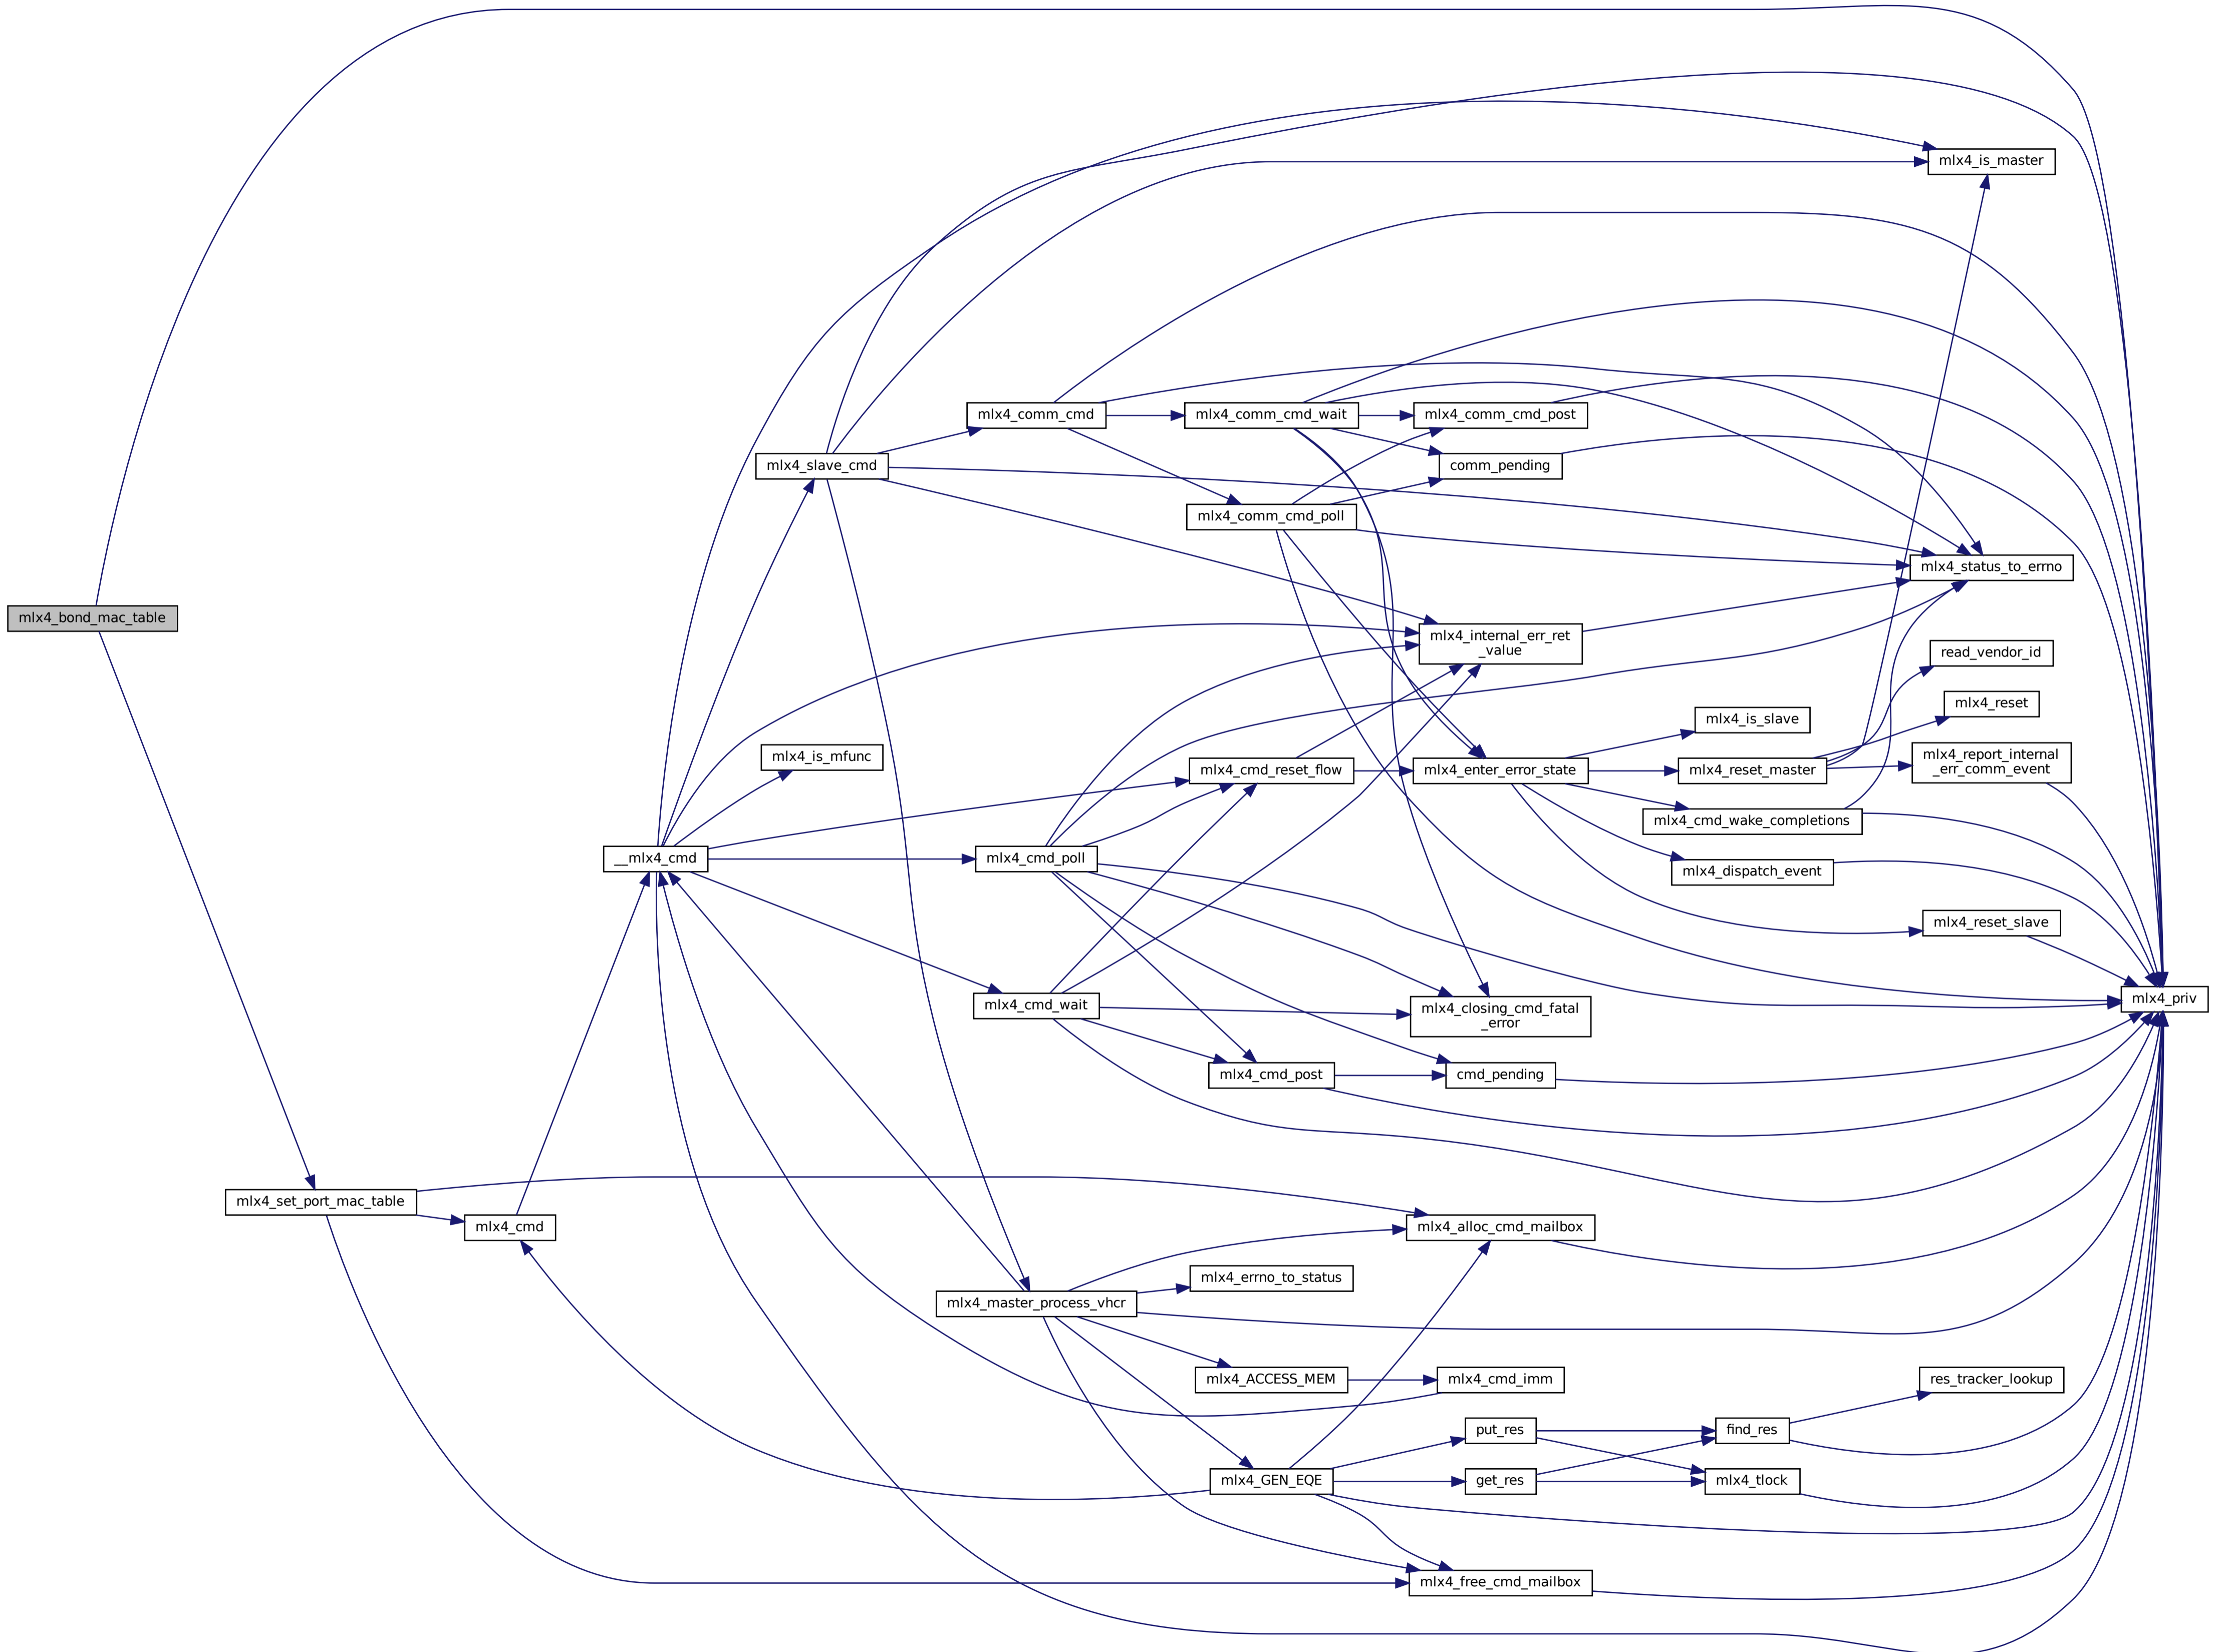 mlx4_is_master
mlx4_comm_cmd
mlx4_comm_cmd_wait
mlx4_comm_cmd_post
mlx4_slave_cmd
comm_pending
mlx4_comm_cmd_poll
mlx4_status_to_errno
mlx4_bond_mac_table
mlx4_internal_err_ret
_value
read_vendor_id
mlx4_reset
mlx4_is_slave
mlx4_is_mfunc
mlx4_cmd_reset_flow
mlx4_enter_error_state
mlx4_reset_master
mlx4_report_internal
_err_comm_event
mlx4_cmd_wake_completions
__mlx4_cmd
mlx4_cmd_poll
mlx4_dispatch_event
mlx4_reset_slave
mlx4_cmd_wait
mlx4_closing_cmd_fatal
_error
mlx4_priv
mlx4_cmd_post
cmd_pending
mlx4_set_port_mac_table
mlx4_cmd
mlx4_alloc_cmd_mailbox
mlx4_errno_to_status
mlx4_master_process_vhcr
mlx4_ACCESS_MEM
mlx4_cmd_imm
res_tracker_lookup
put_res
find_res
mlx4_GEN_EQE
get_res
mlx4_tlock
mlx4_free_cmd_mailbox